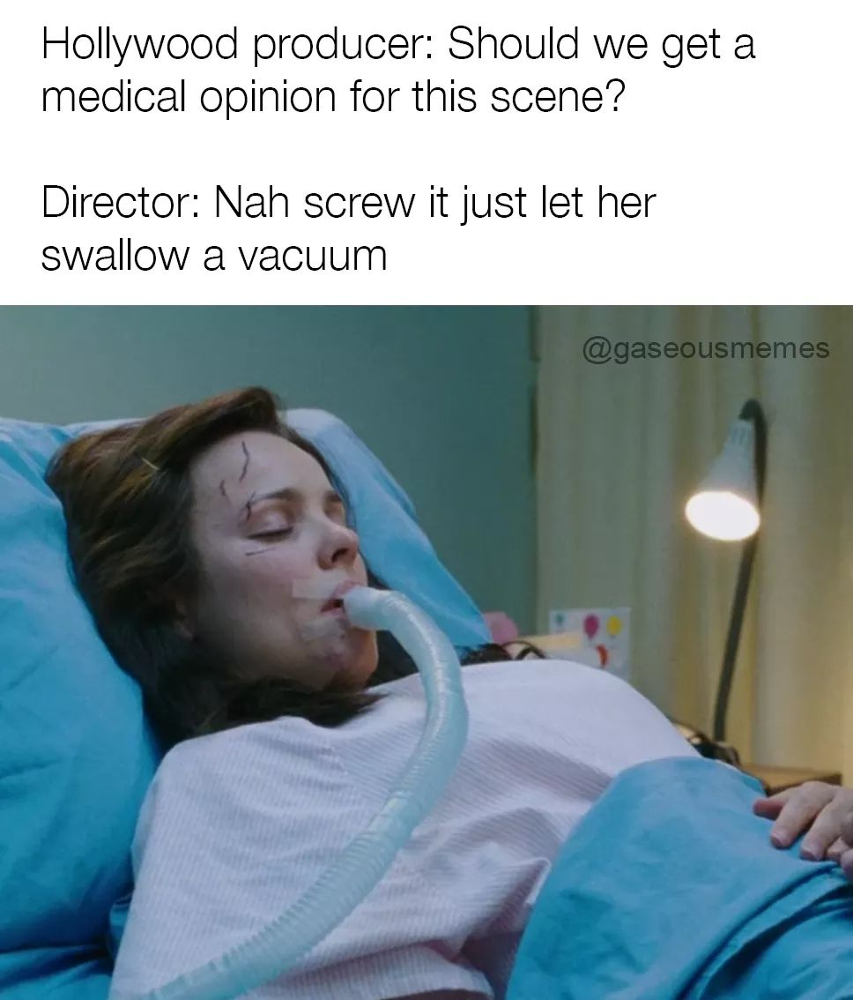 Hollywood producer: Should we get a
medical opinion for this scene?
Director: Nah screw it just let her
swallow a vacuum
@gaseousmemes